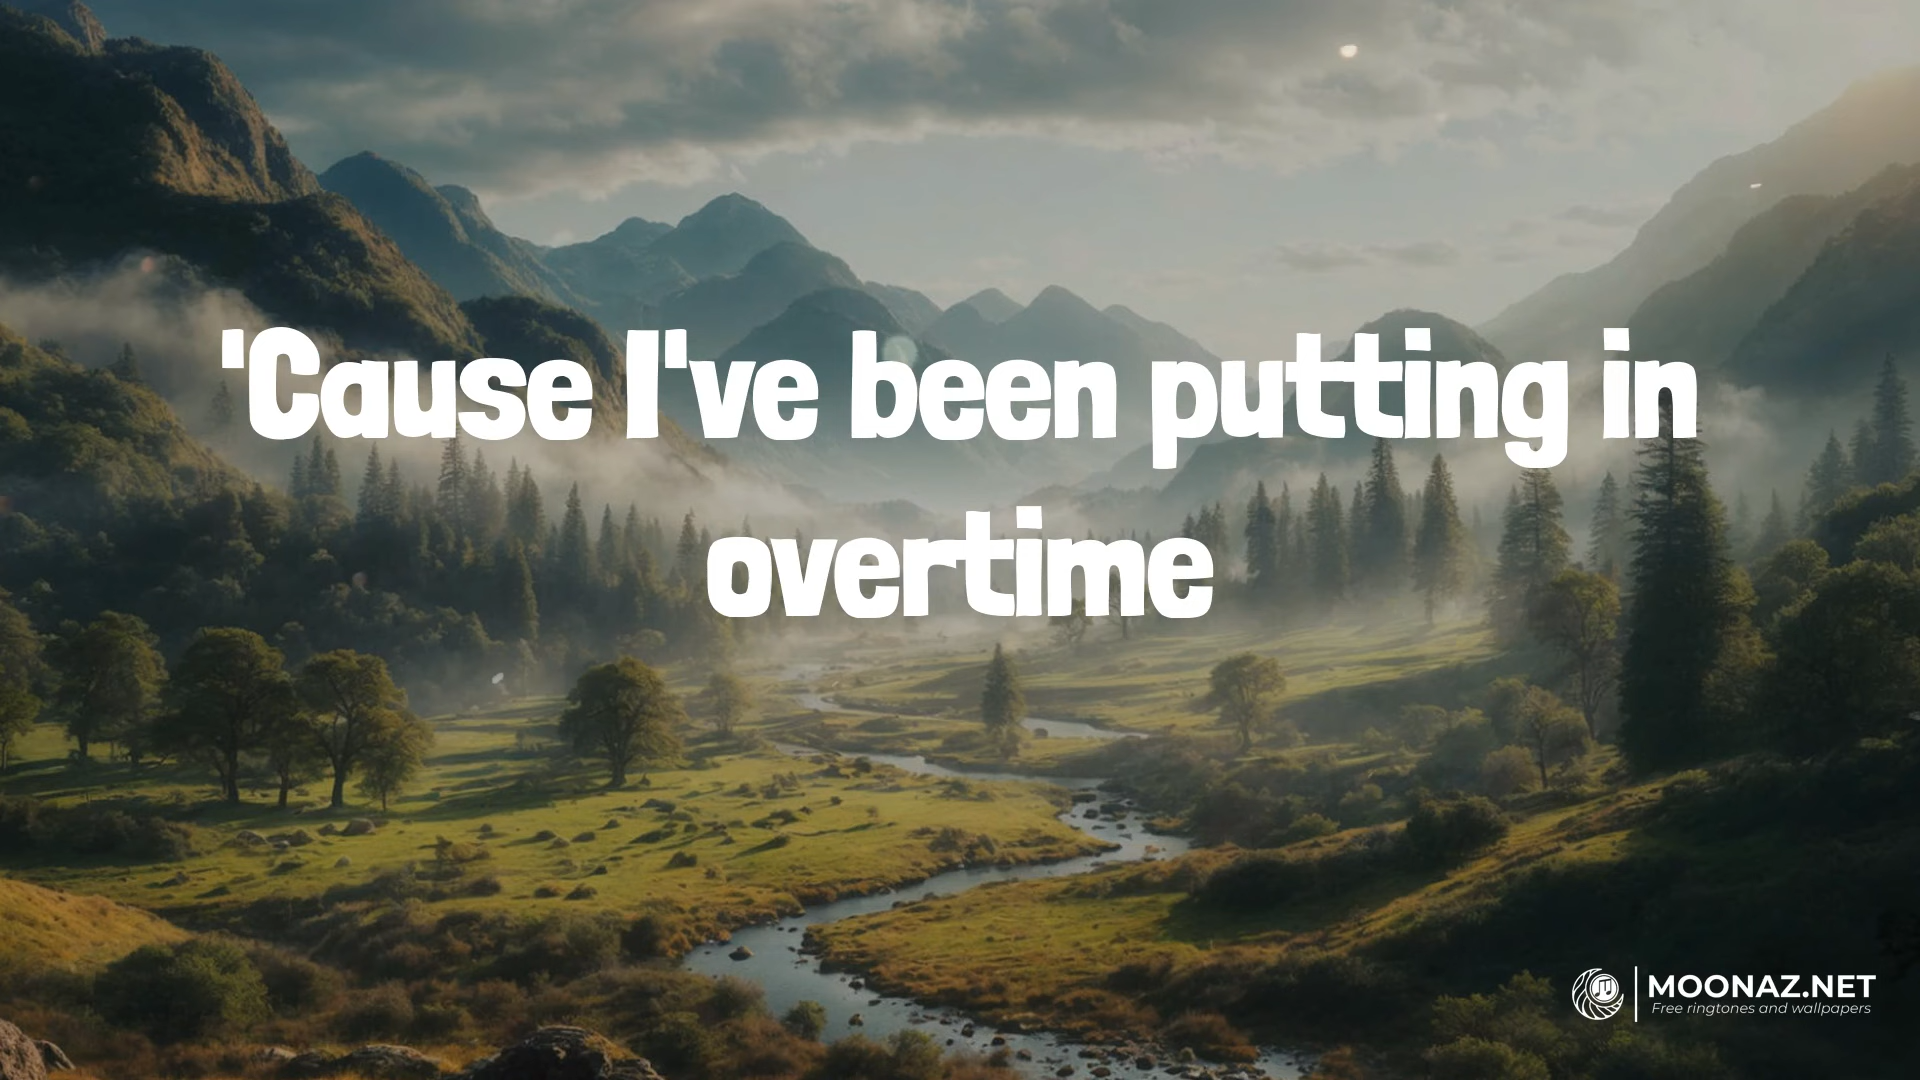 'Cause I've been putting in
overtime
MOONAZ.NET
Free ringtones and wallpapers